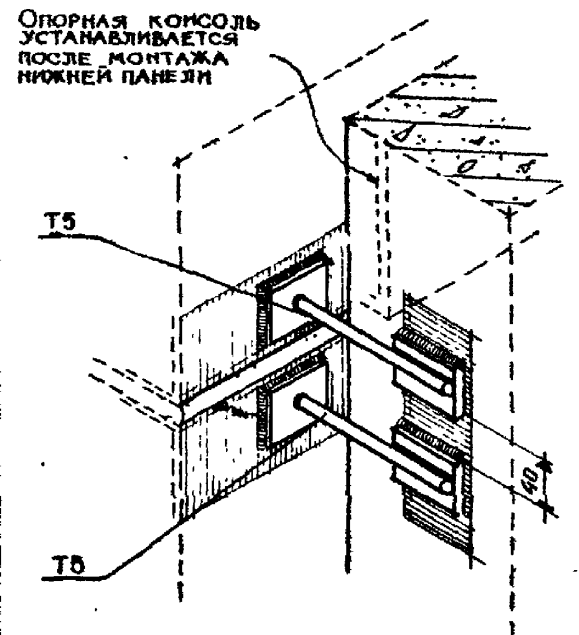 ОПОРНАЯ КОНСОЛЬ
УСТАНАВЛИВАЕТСЯ
ПОСЛЕ МОНТАЖА
НИЖНЕЙ ПАНЕЛИ
Т5
Т5
40